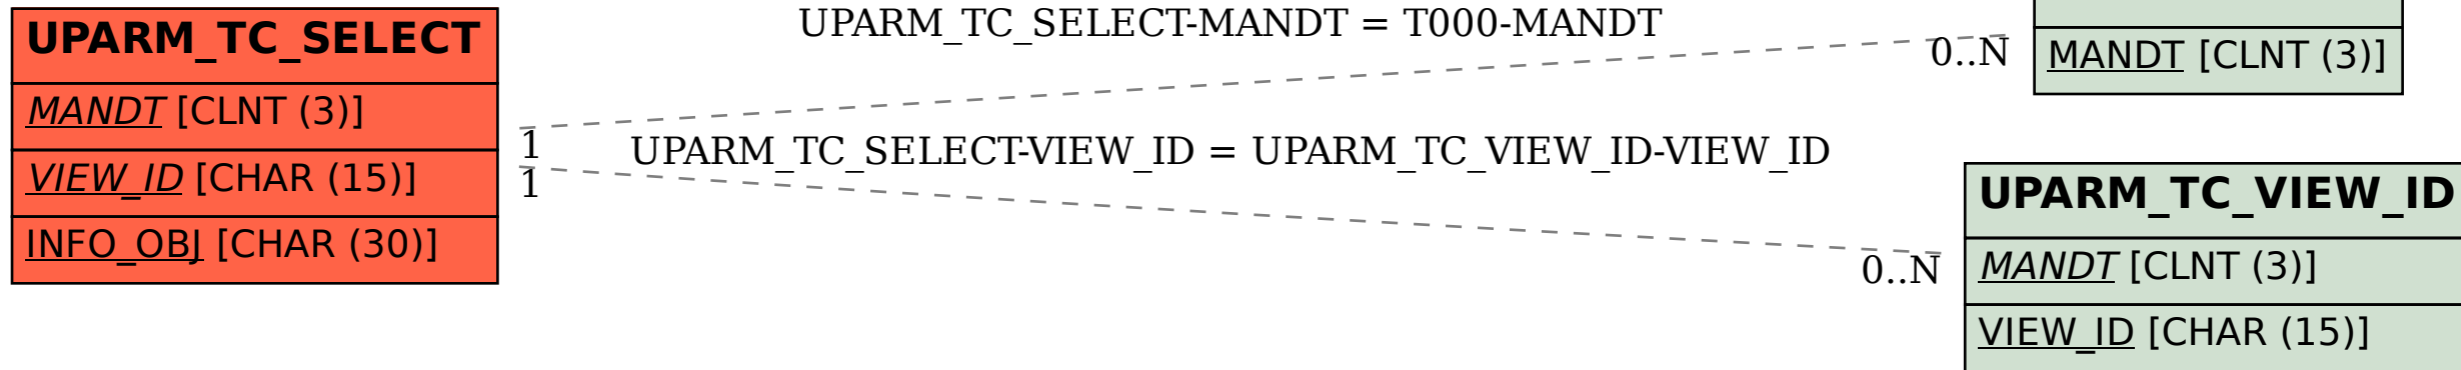 UPARM_TC_SELECT
MANDT [CLNT (3)]
VIEW_ID [CHAR (15)]
INFO_OBJ [CHAR (30)]
UPARM_TC_SELECT-MANDT = T000-MANDT
0..N
1
MANDT [CLNT (3)]
UPARM_TC_SELECT-VIEW_ID = UPARM_TC_VIEW_ID-VIEW_ID
1
0..N
UPARM_TC_VIEW_ID
MANDT [CLNT (3)]
VIEW_ID [CHAR (15)]